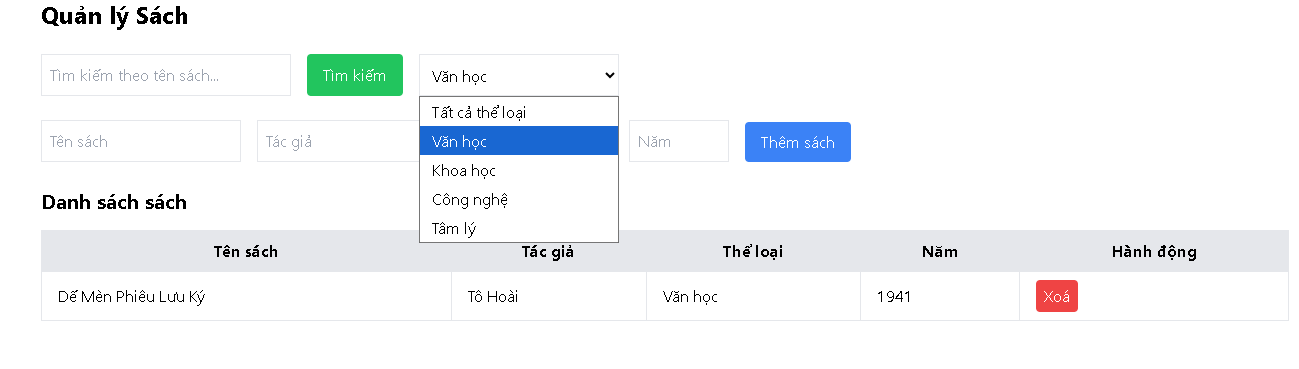 Quản lý Sách
Tìm kiếm theo tên sách... Tìm kiếm Văn học
Tất cả thể loại
Tên sách Tác giả Văn học Năm Thêm sách
Khoa học
Công nghệ
Danh sách sách
Tâm lý
Tên sách Tác giả Thể loại Năm Hành động
Dế Mèn Phiêu Lưu Ký Tô Hoài Văn học 1941 Xoá